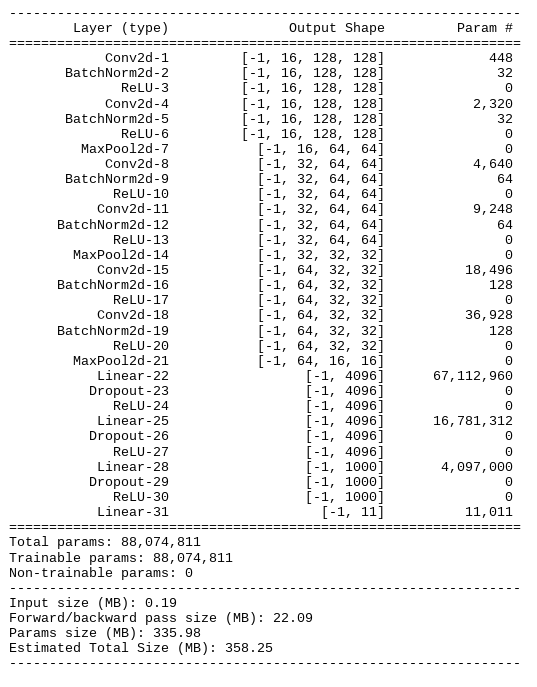 ----------------------------------------------------------------
        Layer (type)               Output Shape         Param #
================================================================
            Conv2d-1         [-1, 16, 128, 128]             448
       BatchNorm2d-2         [-1, 16, 128, 128]              32
              ReLU-3         [-1, 16, 128, 128]               0
            Conv2d-4         [-1, 16, 128, 128]           2,320
       BatchNorm2d-5         [-1, 16, 128, 128]              32
              ReLU-6         [-1, 16, 128, 128]               0
         MaxPool2d-7           [-1, 16, 64, 64]               0
            Conv2d-8           [-1, 32, 64, 64]           4,640
       BatchNorm2d-9           [-1, 32, 64, 64]              64
             ReLU-10           [-1, 32, 64, 64]               0
           Conv2d-11           [-1, 32, 64, 64]           9,248
      BatchNorm2d-12           [-1, 32, 64, 64]              64
             ReLU-13           [-1, 32, 64, 64]               0
        MaxPool2d-14           [-1, 32, 32, 32]               0
           Conv2d-15           [-1, 64, 32, 32]          18,496
      BatchNorm2d-16           [-1, 64, 32, 32]             128
             ReLU-17           [-1, 64, 32, 32]               0
           Conv2d-18           [-1, 64, 32, 32]          36,928
      BatchNorm2d-19           [-1, 64, 32, 32]             128
             ReLU-20           [-1, 64, 32, 32]               0
        MaxPool2d-21           [-1, 64, 16, 16]               0
           Linear-22                 [-1, 4096]      67,112,960
          Dropout-23                 [-1, 4096]               0
             ReLU-24                 [-1, 4096]               0
           Linear-25                 [-1, 4096]      16,781,312
          Dropout-26                 [-1, 4096]               0
             ReLU-27                 [-1, 4096]               0
           Linear-28                 [-1, 1000]       4,097,000
          Dropout-29                 [-1, 1000]               0
             ReLU-30                 [-1, 1000]               0
           Linear-31                   [-1, 11]          11,011
================================================================
Total params: 88,074,811
Trainable params: 88,074,811
Non-trainable params: 0
----------------------------------------------------------------
Input size (MB): 0.19
Forward/backward pass size (MB): 22.09
Params size (MB): 335.98
Estimated Total Size (MB): 358.25
----------------------------------------------------------------